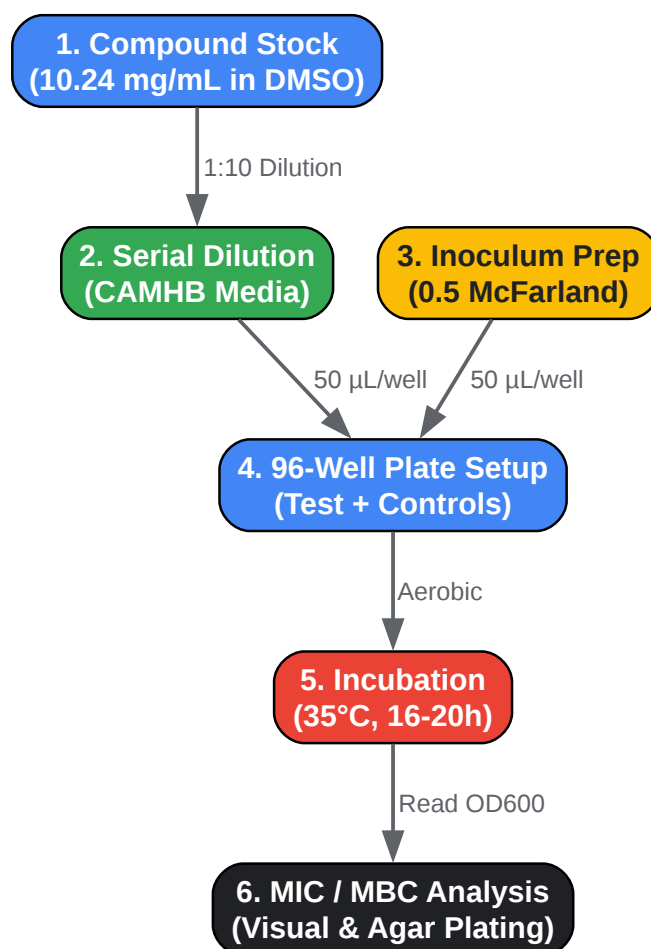 1. Compound Stock
(10.24 mg/mL in DMSO)
1:10 Dilution
2. Serial Dilution
(CAMHB Media)
3. Inoculum Prep
(0.5 McFarland)
50 µL/well
50 µL/well
4. 96-Well Plate Setup
(Test + Controls)
Aerobic
5. Incubation
(35°C, 16-20h)
Read OD600
6. MIC / MBC Analysis
(Visual & Agar Plating)